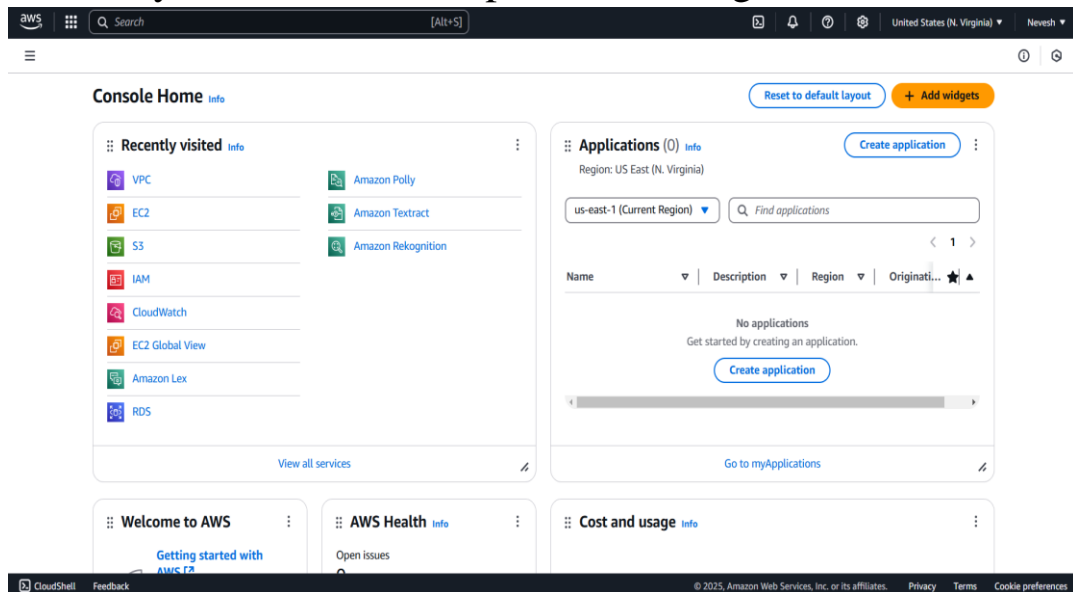 aws
Search [Alt+S]
United States (N. Virginia) Nevesh
Console Home Info
Reset to default layout
+ Add widgets
Recently visited Info
VPC
EC2
S3
IAM
CloudWatch
EC2 Global View
Amazon Lex
RDS
Amazon Polly
Amazon Textract
Amazon Rekognition
View all services
Applications (0) Info
Create application
Region: US East (N. Virginia)
us-east-1 (Current Region)
Find applications
1
Name Description Region Originati...
No applications
Get started by creating an application.
Create application
Go to myApplications
Welcome to AWS
Getting started with
AWS
AWS Health Info
Open issues
Cost and usage Info
CloudShell Feedback
© 2025, Amazon Web Services, Inc. or its affiliates. Privacy Terms Cookie preferences